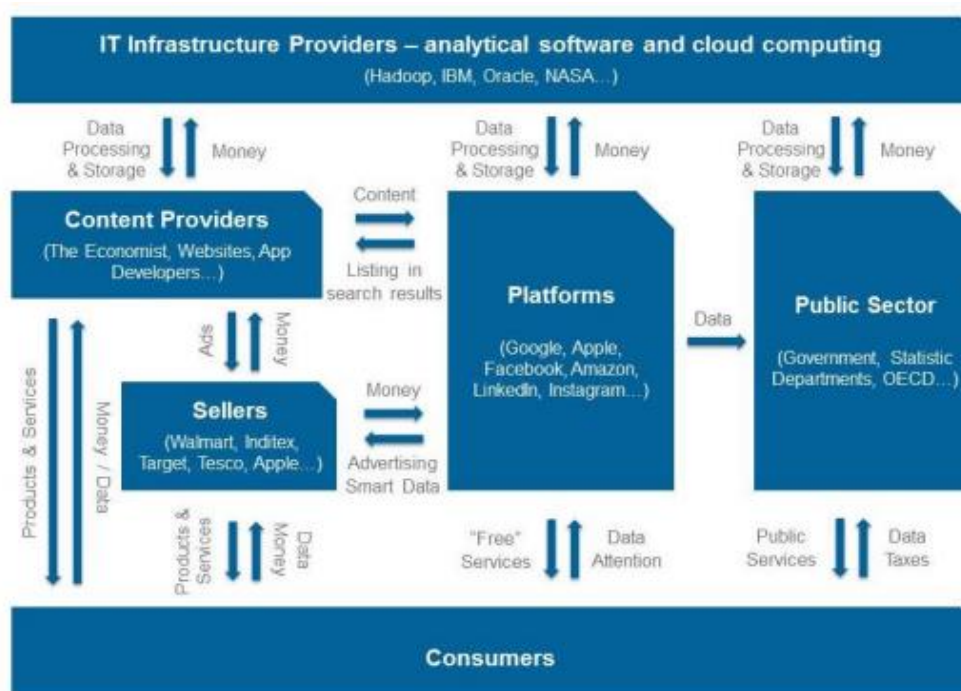 IT Infrastructure Providers – analytical software and cloud computing
(Hadoop, IBM, Oracle, NASA...)
Data
Processing
& Storage
Money
Data
Processing
& Storage
Money
Data
Processing
& Storage
Money
Content Providers
(The Economist, Websites, App
Developers...)
Content
Listing in
search results
Platforms
(Google, Apple,
Facebook, Amazon,
LinkedIn, Instagram...)
Data
Public Sector
(Government, Statistic
Departments, OECD...)
Products & Services
Money / Data
Ads
Money
Sellers
(Walmart, Inditex,
Target, Tesco, Apple...)
Money
Advertising
Smart Data
Products &
Services
Data
Money
"Free"
Services
Data
Attention
Public
Services
Data
Taxes
Consumers